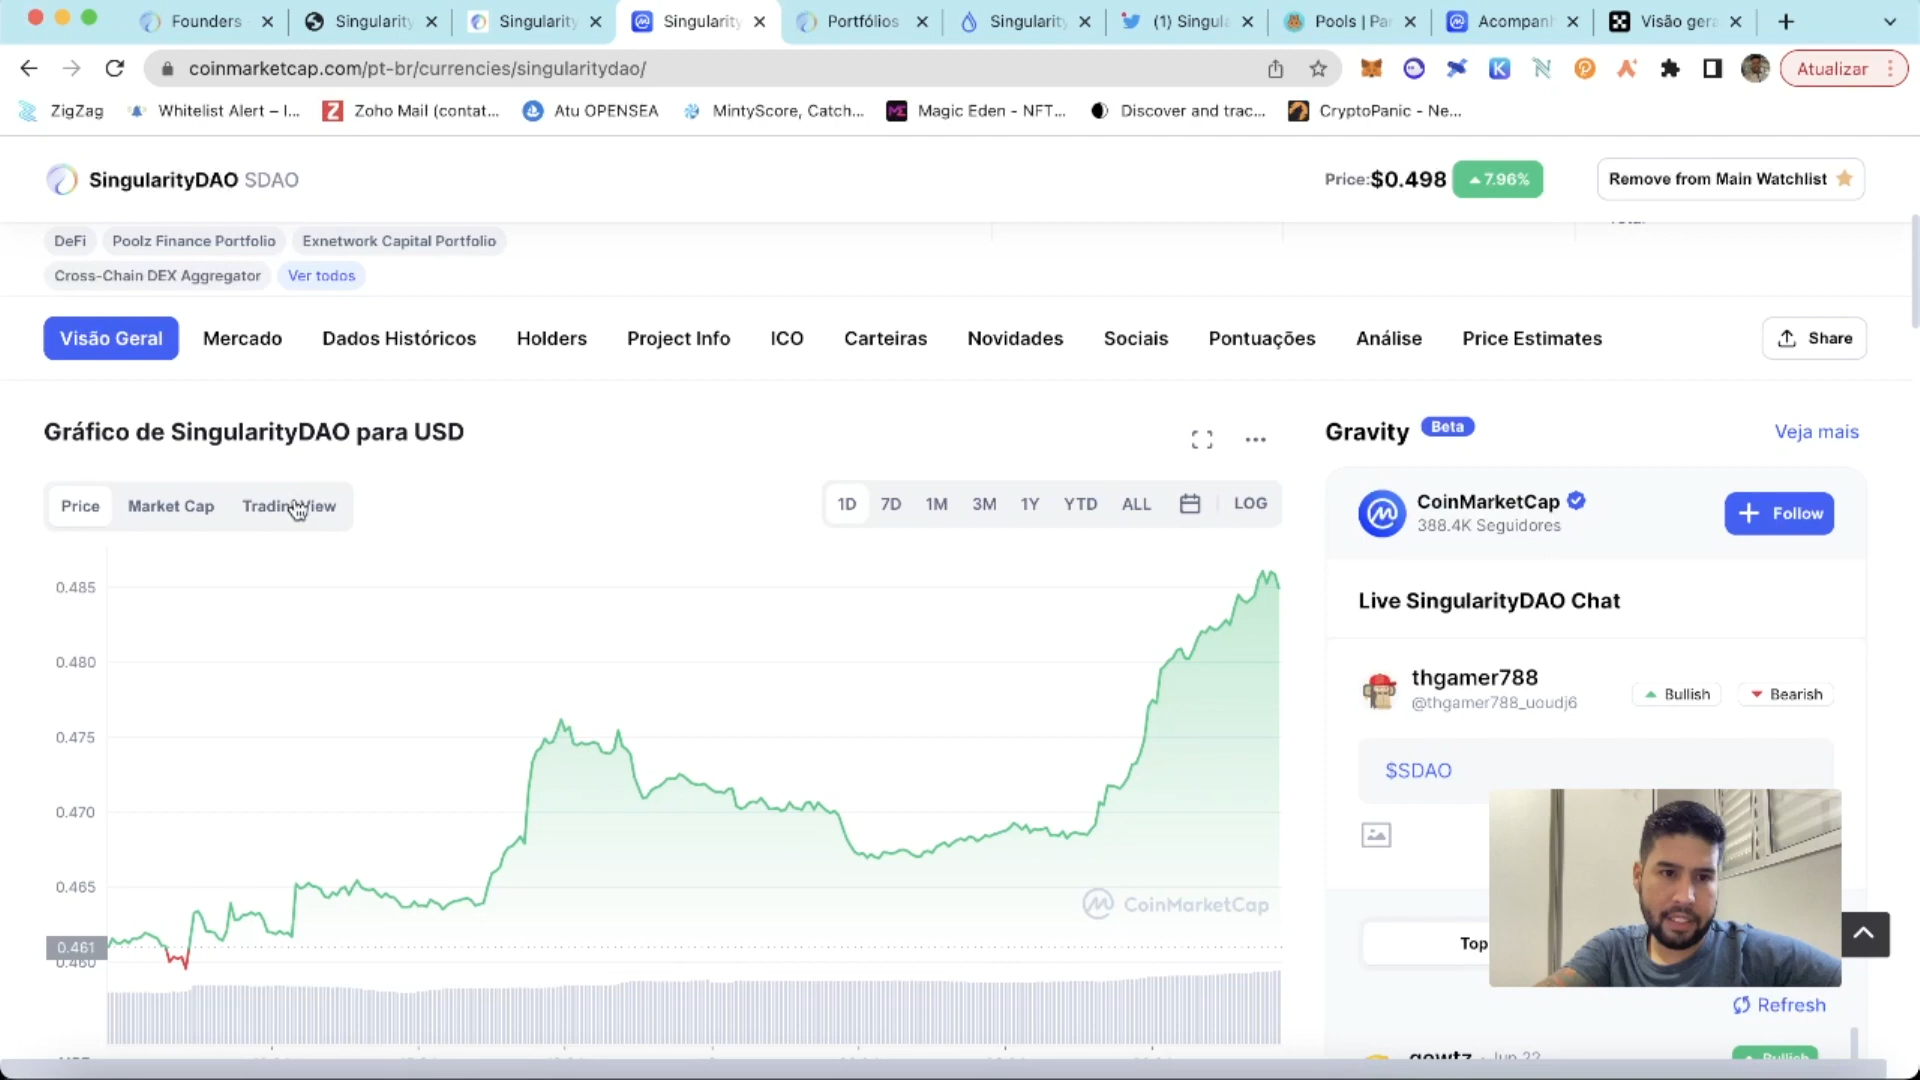 Founders
Singularity
Singularity
Singularity
Portfólios
Singularity
(1) Singula
Pools | Pa
Acompanh
Visão gera
coinmarketcap.com/pt-br/currencies/singularitydao/
Atualizar
ZigZag
Whitelist Alert – I...
Zoho Mail (contat...
Atu OPENSEA
MintyScore, Catch...
Magic Eden - NFT...
Discover and trac...
CryptoPanic - Ne...
SingularityDAO SDAO
Price:$0.498
7.96%
Remove from Main Watchlist
DeFi
Poolz Finance Portfolio
Exnetwork Capital Portfolio
Cross-Chain DEX Aggregator
Ver todos
Visão Geral
Mercado
Dados Históricos
Holders
Project Info
ICO
Carteiras
Novidades
Sociais
Pontuações
Análise
Price Estimates
Share
Gráfico de SingularityDAO para USD
Price
Market Cap
TradingView
1D
7D
1M
3M
1Y
YTD
ALL
LOG
0.485
0.480
0.475
0.470
0.465
0.461
0.460
CoinMarketCap
Gravity
Beta
Veja mais
CoinMarketCap
388.4K Seguidores
Follow
Live SingularityDAO Chat
thgamer788
@thgamer788_uoudj6
Bullish
Bearish
$SDAO
Top
Refresh
Bullish